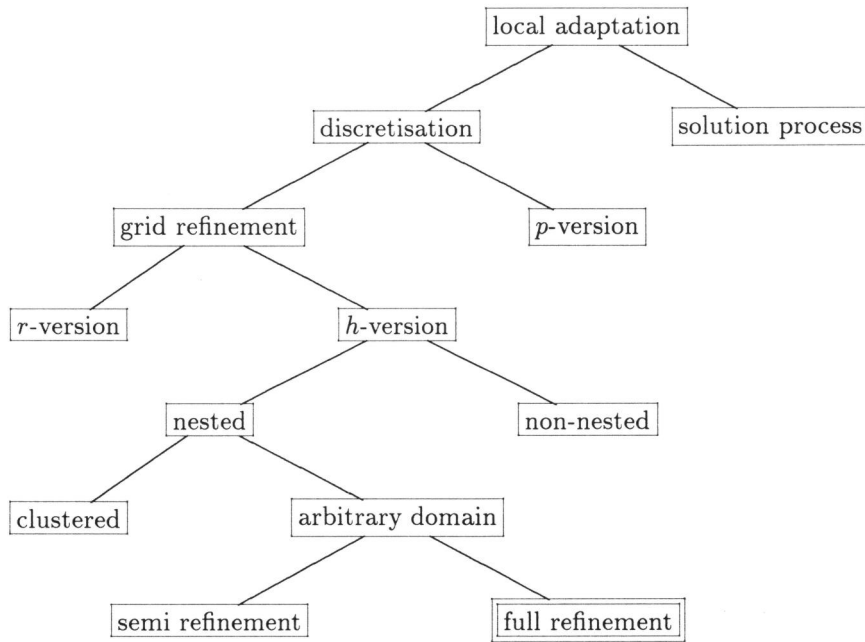 local adaptation
discretisation
solution process
grid refinement
p-version
r-version
h-version
nested
non-nested
clustered
arbitrary domain
semi refinement
full refinement